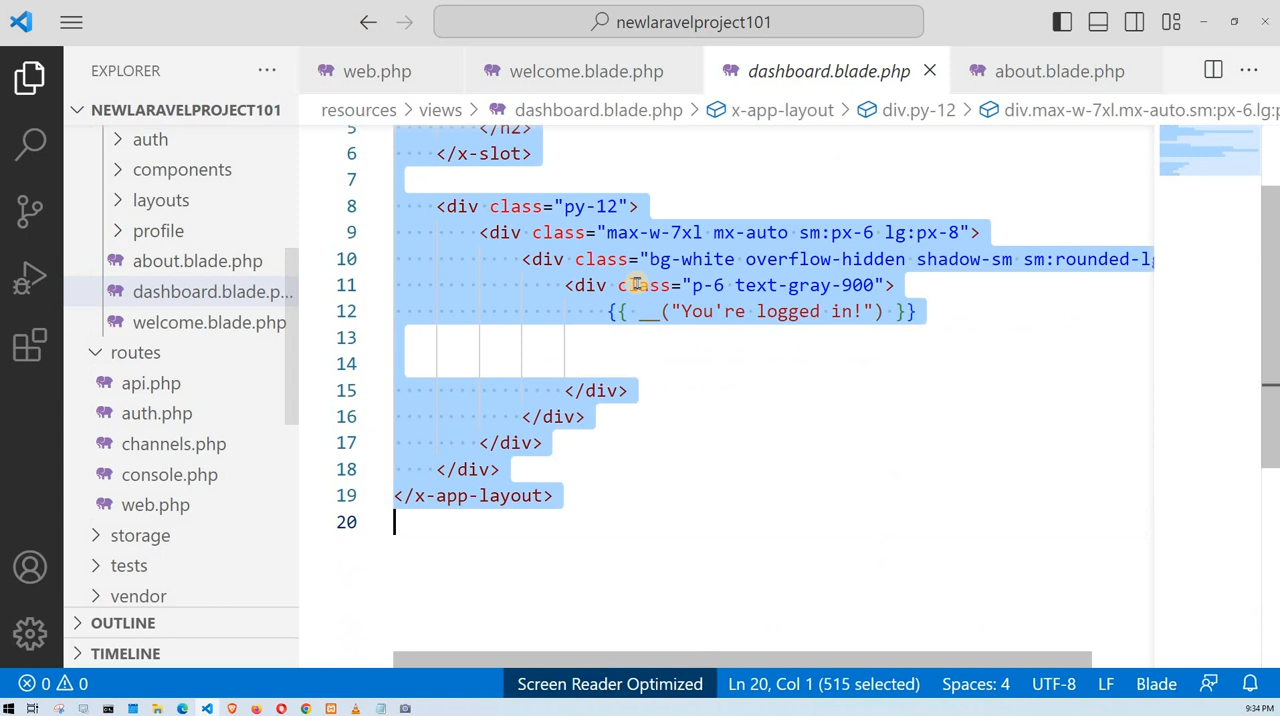 newlaravelproject101
EXPLORER
web.php
welcome.blade.php
dashboard.blade.php
about.blade.php
NEWLARAVELPROJECT101
resources > views > dashboard.blade.php > x-app-layout > div.py-12 > div.max-w-7xl.mx-auto.sm:px-6.lg:p
auth
components
layouts
profile
about.blade.php
dashboard.blade.p...
welcome.blade.php
routes
api.php
auth.php
channels.php
console.php
web.php
storage
tests
vendor
OUTLINE
TIMELINE
5 </h2>
6 </x-slot>
7
8 <div class="py-12">
9 <div class="max-w-7xl mx-auto sm:px-6 lg:px-8">
10 <div class="bg-white overflow-hidden shadow-sm sm:rounded-lg
11 <div class="p-6 text-gray-900">
12 {{ __("You're logged in!") }}
13
14
15 </div>
16 </div>
17 </div>
18 </div>
19 </x-app-layout>
20
0 0
Screen Reader Optimized
Ln 20, Col 1 (515 selected)
Spaces: 4
UTF-8
LF
Blade
9:34 PM